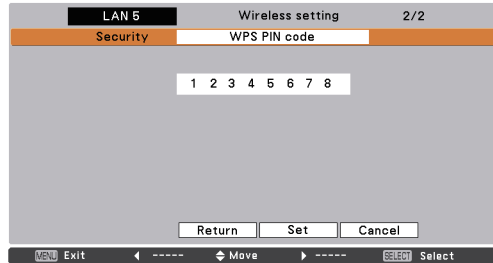 LAN 5 Wireless setting 2/2
Security WPS PIN code
1 2 3 4 5 6 7 8
Return Set Cancel
MENU Exit ◀ ----- ◆ Move ▶ ----- SELECT Select